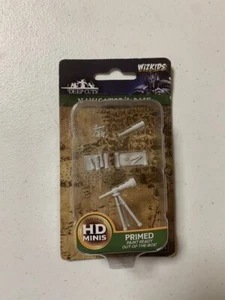 DEEP CUTS
WIZKIDS
HD
MINIS
PRIMED
PAINT READY
OUT-OF-THE-BOX!